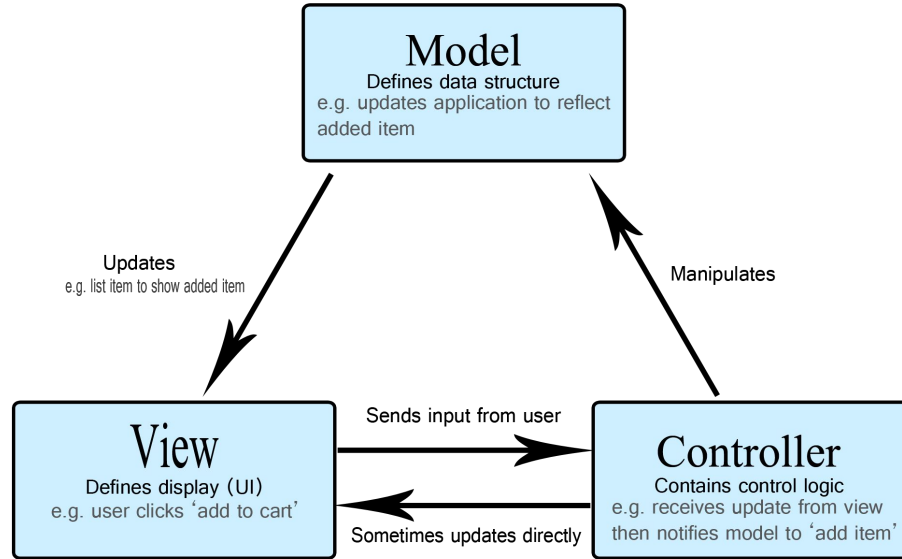 Model
Defines data structure
e.g. updates application to reflect
added item
Updates
e.g. list item to show added item
Manipulates
View
Defines display (UI)
e.g. user clicks ‘add to cart’
Sends input from user
Sometimes updates directly
Controller
Contains control logic
e.g. receives update from view
then notifies model to ‘add item’